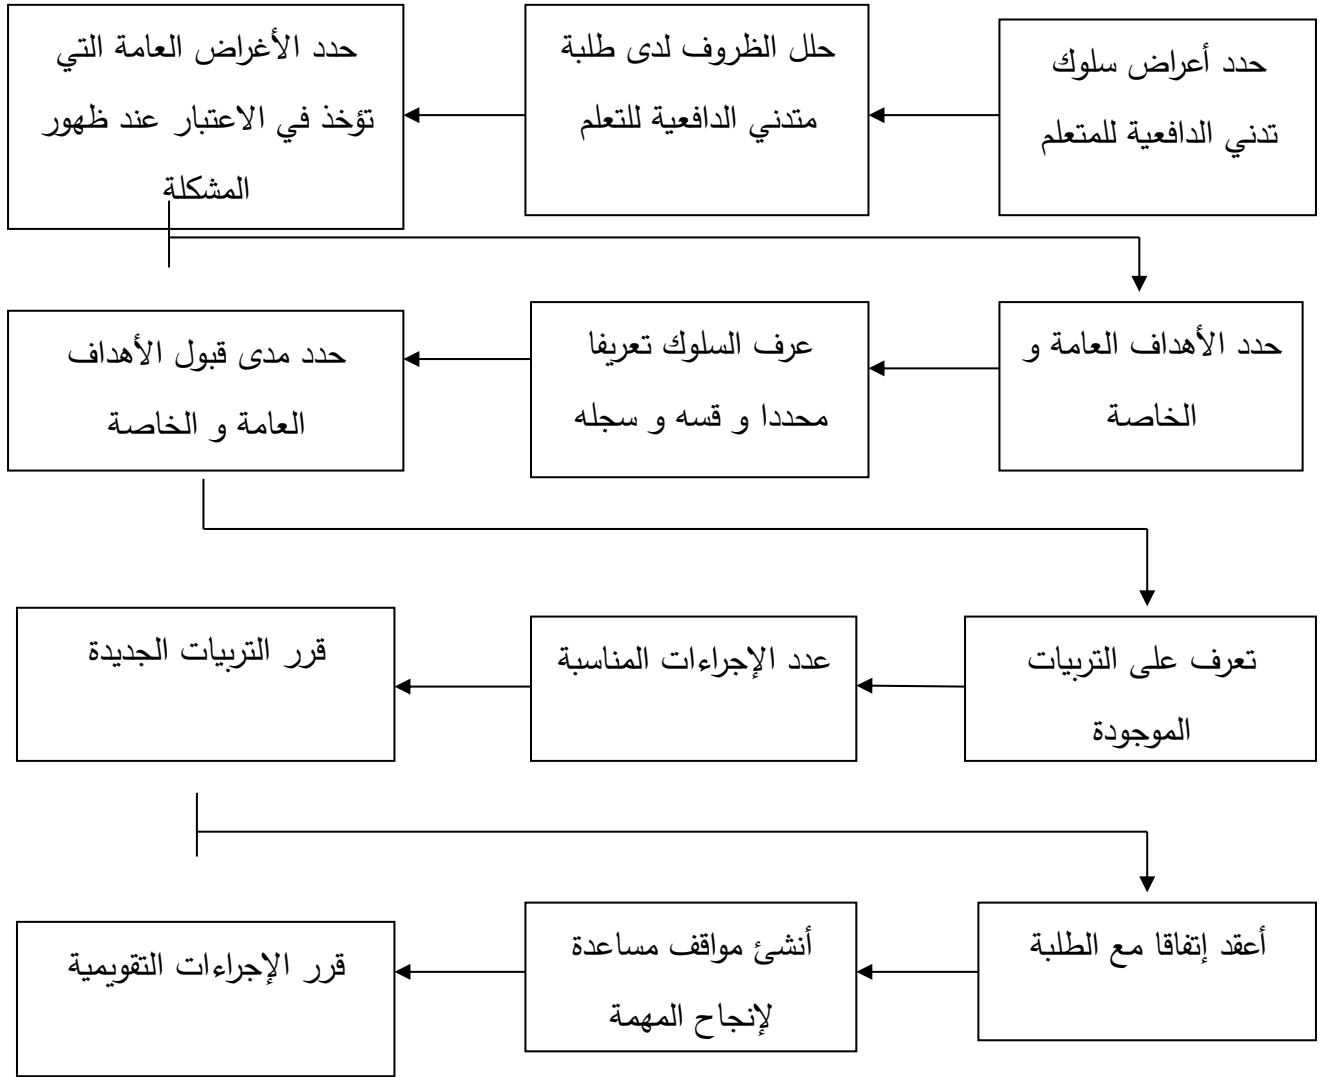 حدد أعراض سلوك
تدني الدافعية للمتعلم
حلل الظروف لدى طلبة
متدني الدافعية للتعلم
حدد الأغراض العامة التي
تؤخذ في الاعتبار عند ظهور
المشكلة
حدد الأهداف العامة و
الخاصة
عرف السلوك تعريفا
محددا و قسه و سجله
حدد مدى قبول الأهداف
العامة و الخاصة
تعرف على التربيات
الموجودة
عدد الإجراءات المناسبة
قرر التربيات الجديدة
أعقد إتفاقا مع الطلبة
أنشئ مواقف مساعدة
لإنجاح المهمة
قرر الإجراءات التقويمية